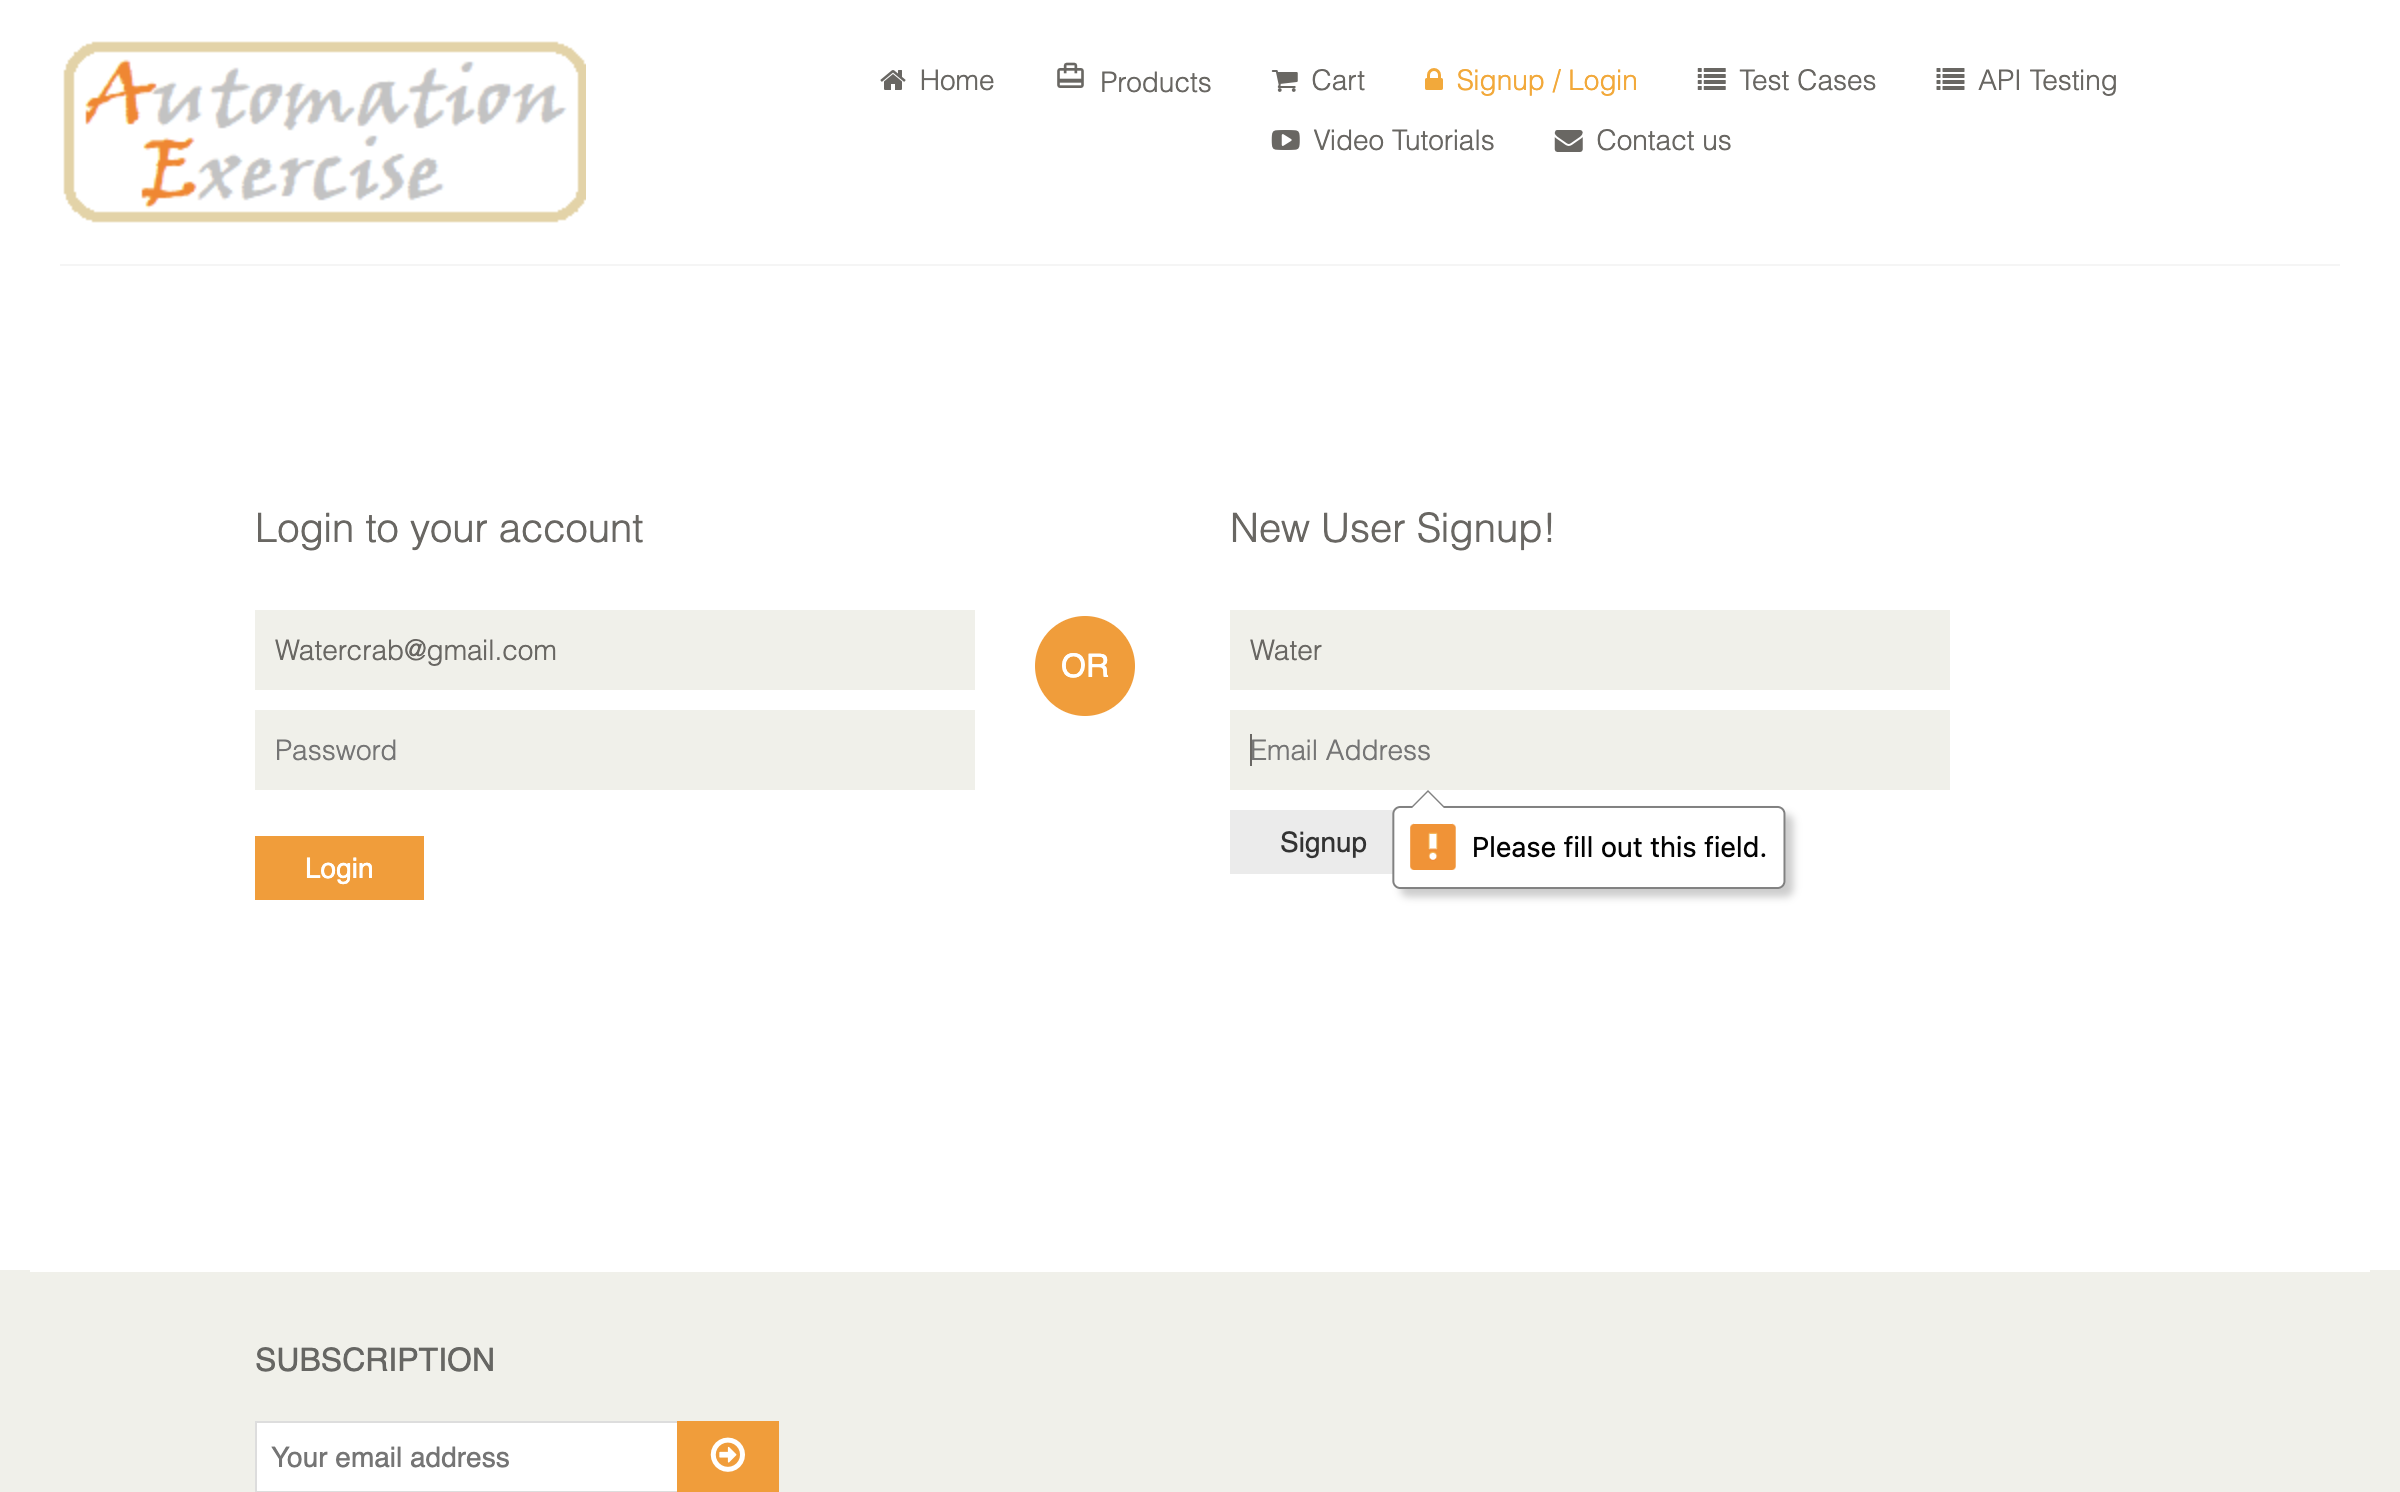 Automation
Exercise
Home
Products
Cart
Signup / Login
Test Cases
API Testing
Video Tutorials
Contact us
Login to your account
Watercrab@gmail.com
Password
Login
OR
New User Signup!
Water
Email Address
Signup
Please fill out this field.
SUBSCRIPTION
Your email address